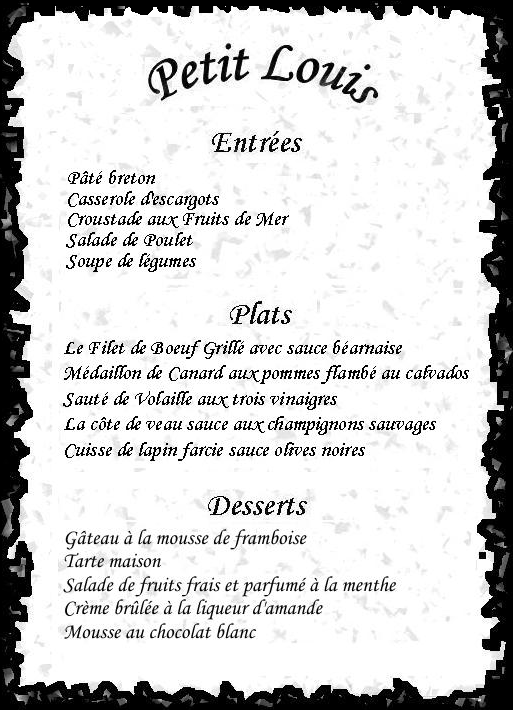 Petit Louis
Entrées
Pâté breton
Casserole d'escargots
Croustade aux Fruits de Mer
Salade de Poulet
Soupe de légumes
Plats
Le Filet de Boeuf Grillé avec sauce béarnaise
Médaillon de Canard aux pommes flambé au calvados
Sauté de Volaille aux trois vinaigres
La côte de veau sauce aux champignons sauvages
Cuisse de lapin farcie sauce olives noires
Desserts
Gâteau à la mousse de framboise
Tarte maison
Salade de fruits frais et parfumé à la menthe
Crème brûlée à la liqueur d'amande
Mousse au chocolat blanc